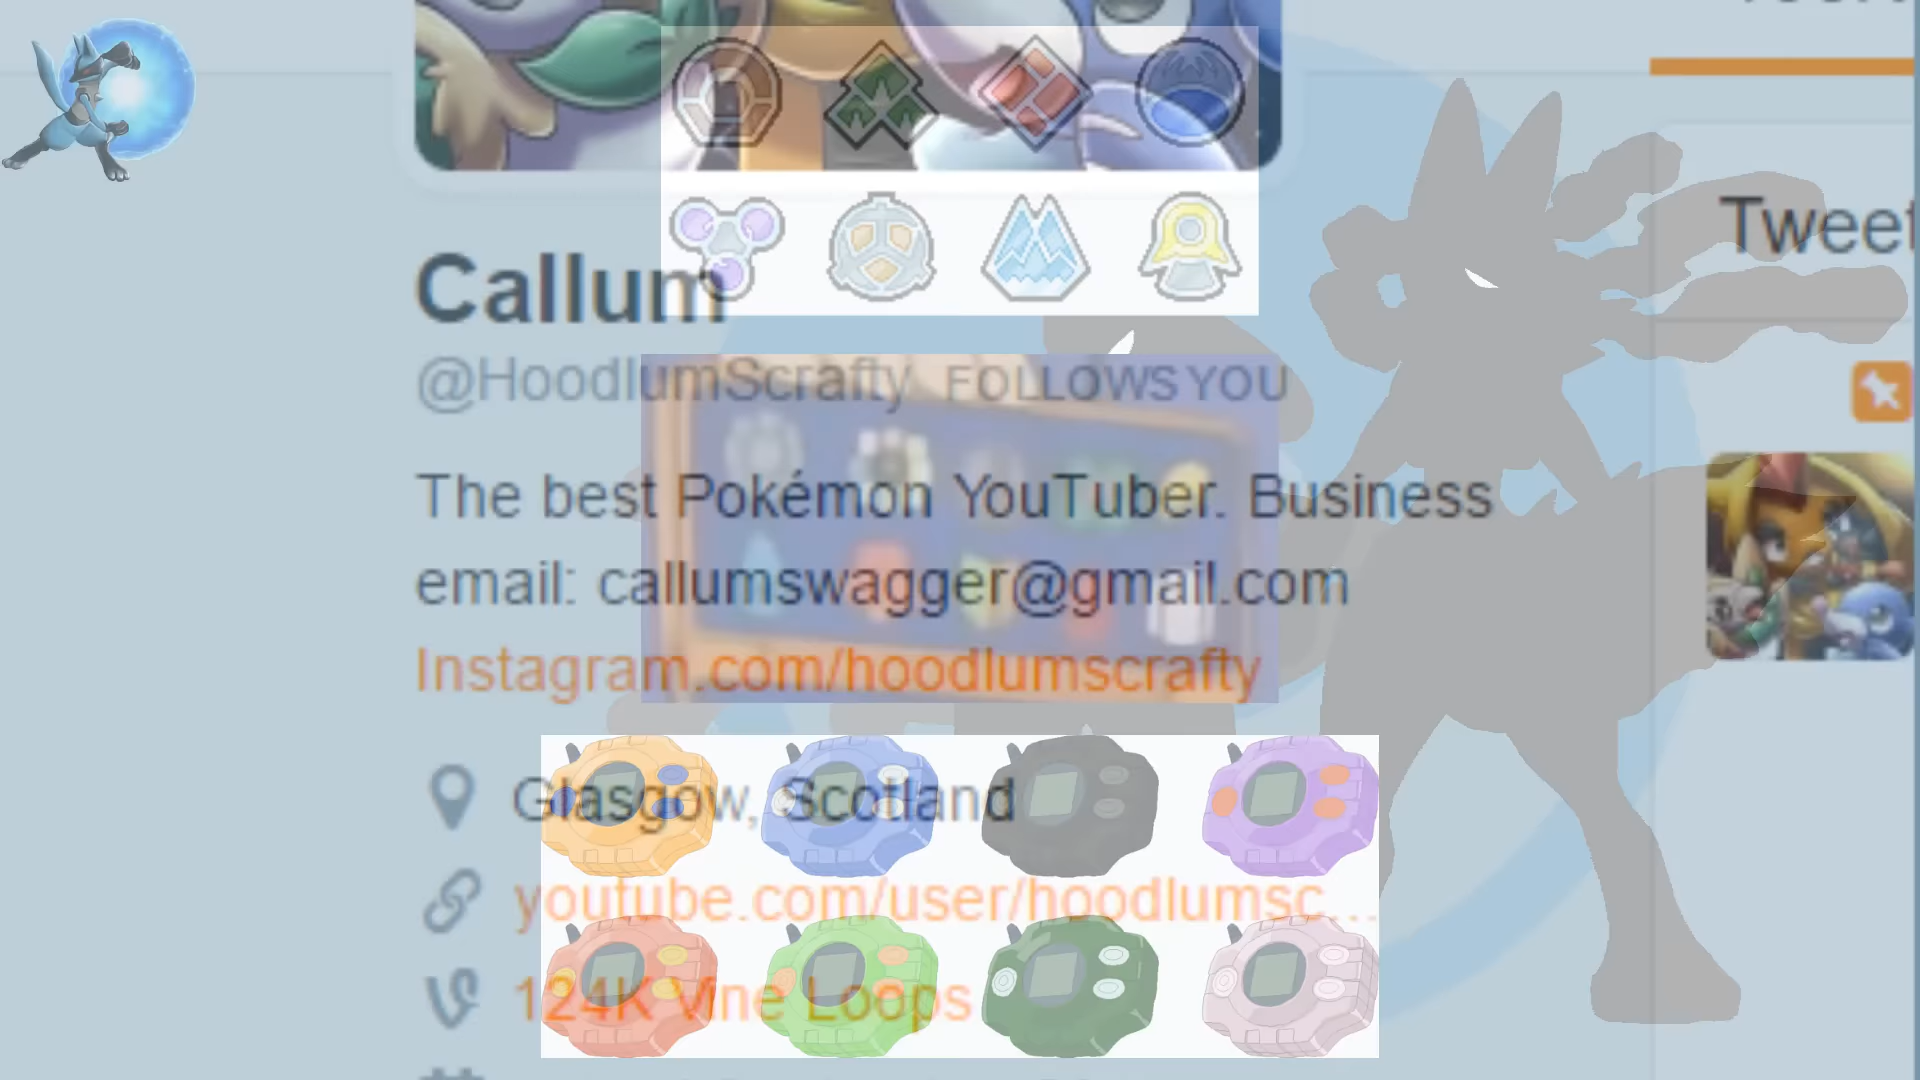 Callum
@HoodlumScrafty FOLLOWS YOU
The best Pokémon YouTuber. Business
email: callumswagger@gmail.com
Instagram.com/hoodlumscrafty
Glasgow, Scotland
youtube.com/user/hoodlumsc...
124K Vine Loops
Tweet